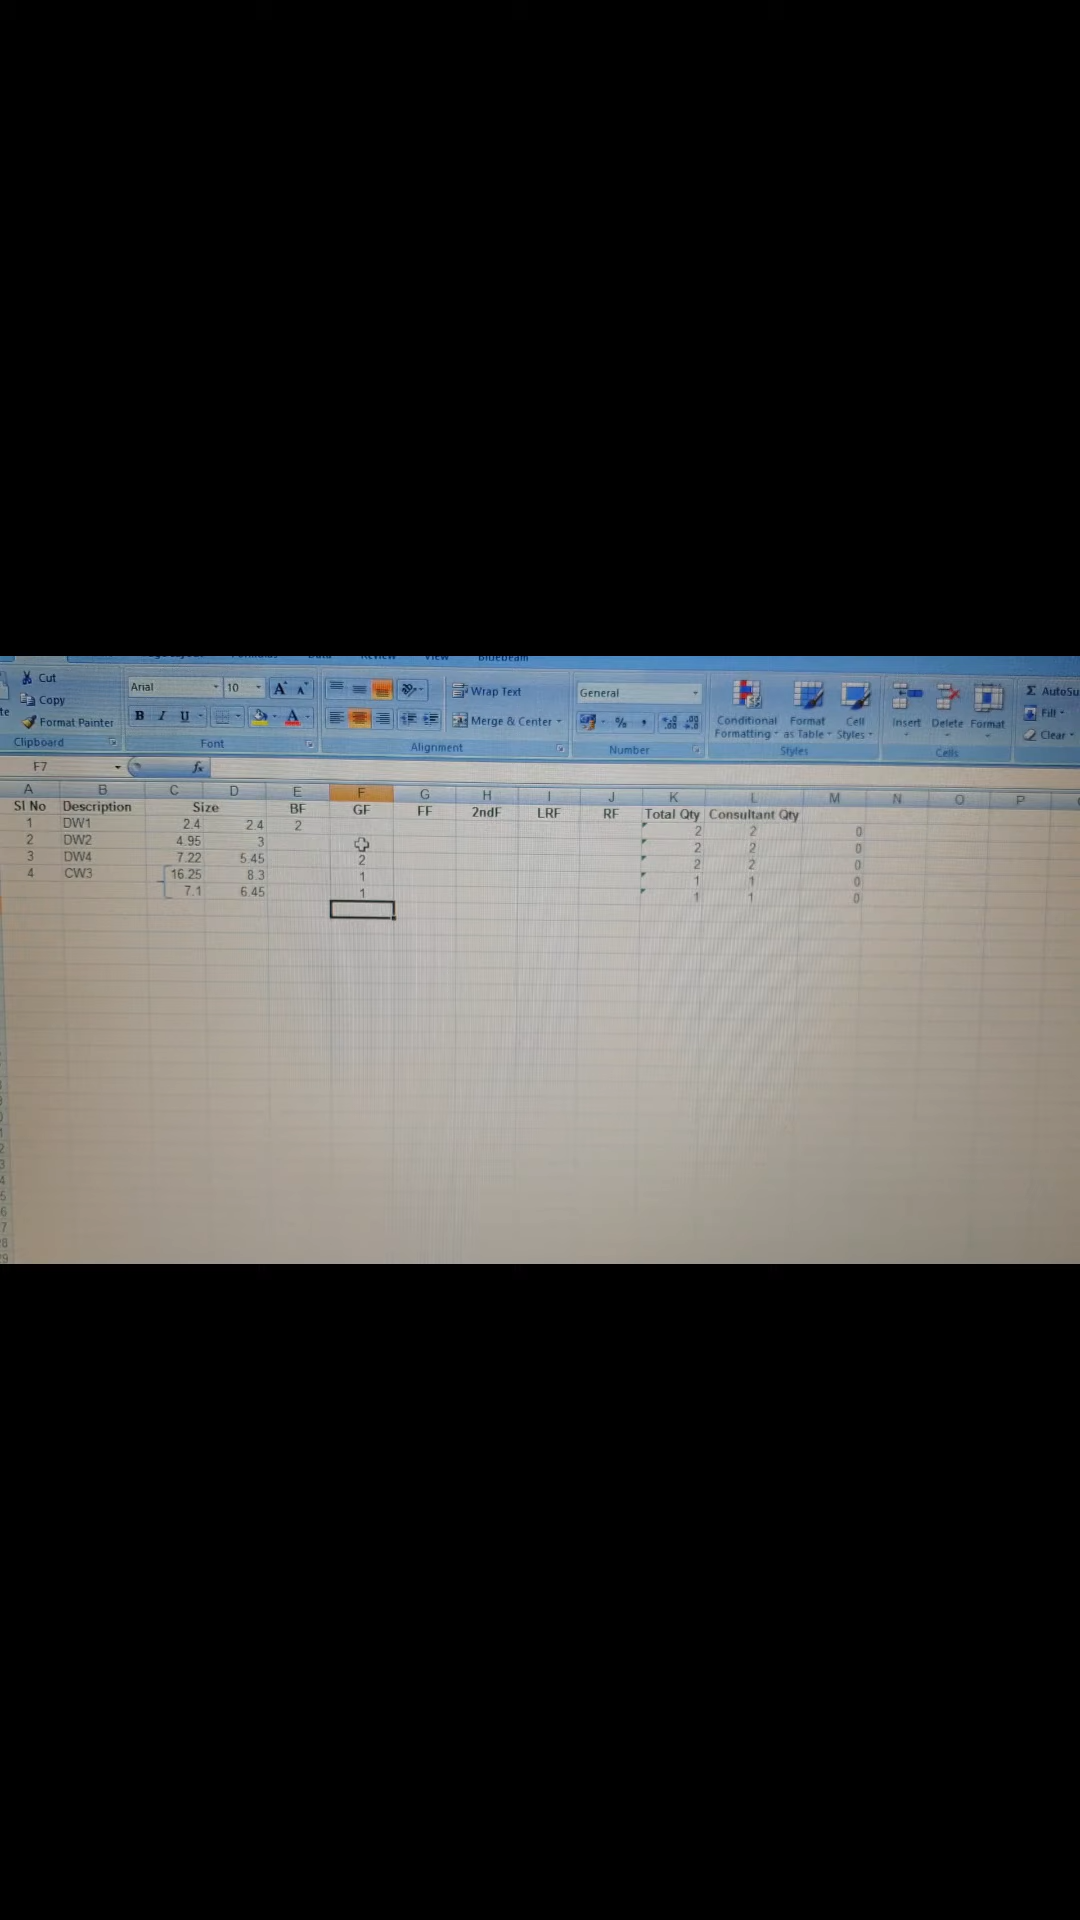 View
Bluebeam
Cut
Copy
Format Painter
Clipboard
Arial
10
A A
B I U
A
Font
Wrap Text
Merge & Center
Alignment
General
%
Number
Conditional Formatting
Format as Table
Cell Styles
Styles
Insert
Delete
Format
Cells
Σ AutoSu
Fill
Clear
F7
fx
A B C D E F G H I J K L M N O P
Sl No Description Size BF GF FF 2ndF LRF RF Total Qty Consultant Qty
1 DW1 2.4 2.4 2 2 2 0
2 DW2 4.95 3 2 2 0
3 DW4 7.22 5.45 2 2 2 0
4 CW3 16.25 8.3 1 1 1 0
7.1 6.45 1 1 1 0